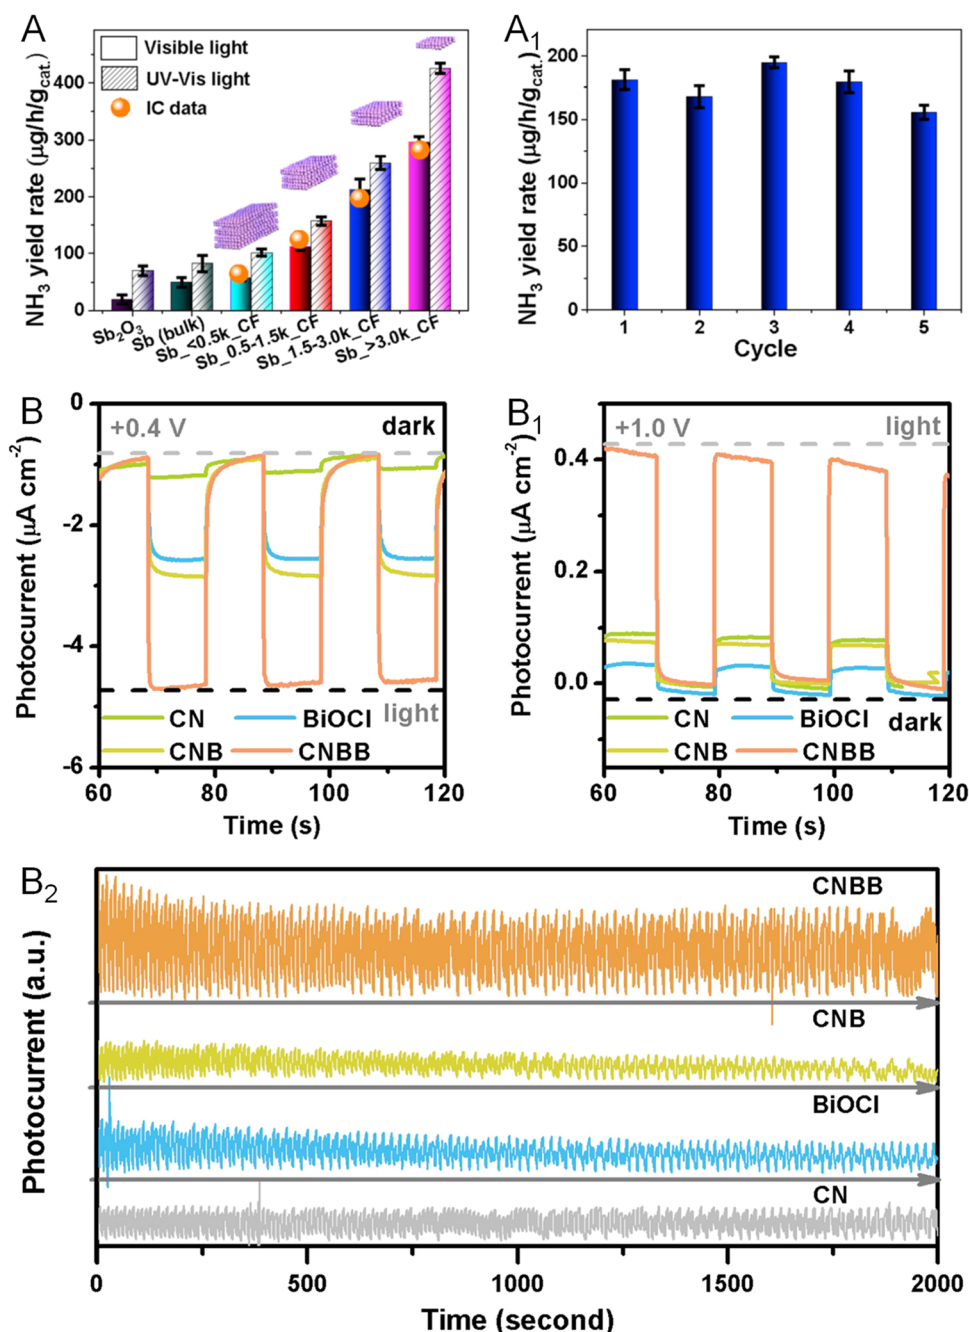 A
NH3 yield rate (μg/h/gcat.)
Visible light
UV-Vis light
IC data
400
300
200
100
0
Sb2O3
Sb (bulk)
Sb_<0.5k_CF
Sb_0.5-1.5k_CF
Sb_1.5-3.0k_CF
Sb_>3.0k_CF
A1
NH3 yield rate (μg/h/gcat.)
200
150
100
50
0
1 2 3 4 5
Cycle
B
Photocurrent (μA cm-2)
0
-2
-4
-6
+0.4 V
dark
light
CN
BiOCl
CNB
CNBB
60 80 100 120
Time (s)
B1
Photocurrent (μA cm-2)
0.4
0.2
0.0
+1.0 V
light
dark
CN
BiOCl
CNB
CNBB
60 80 100 120
Time (s)
B2
Photocurrent (a.u.)
CNBB
CNB
BiOCl
CN
0 500 1000 1500 2000
Time (second)